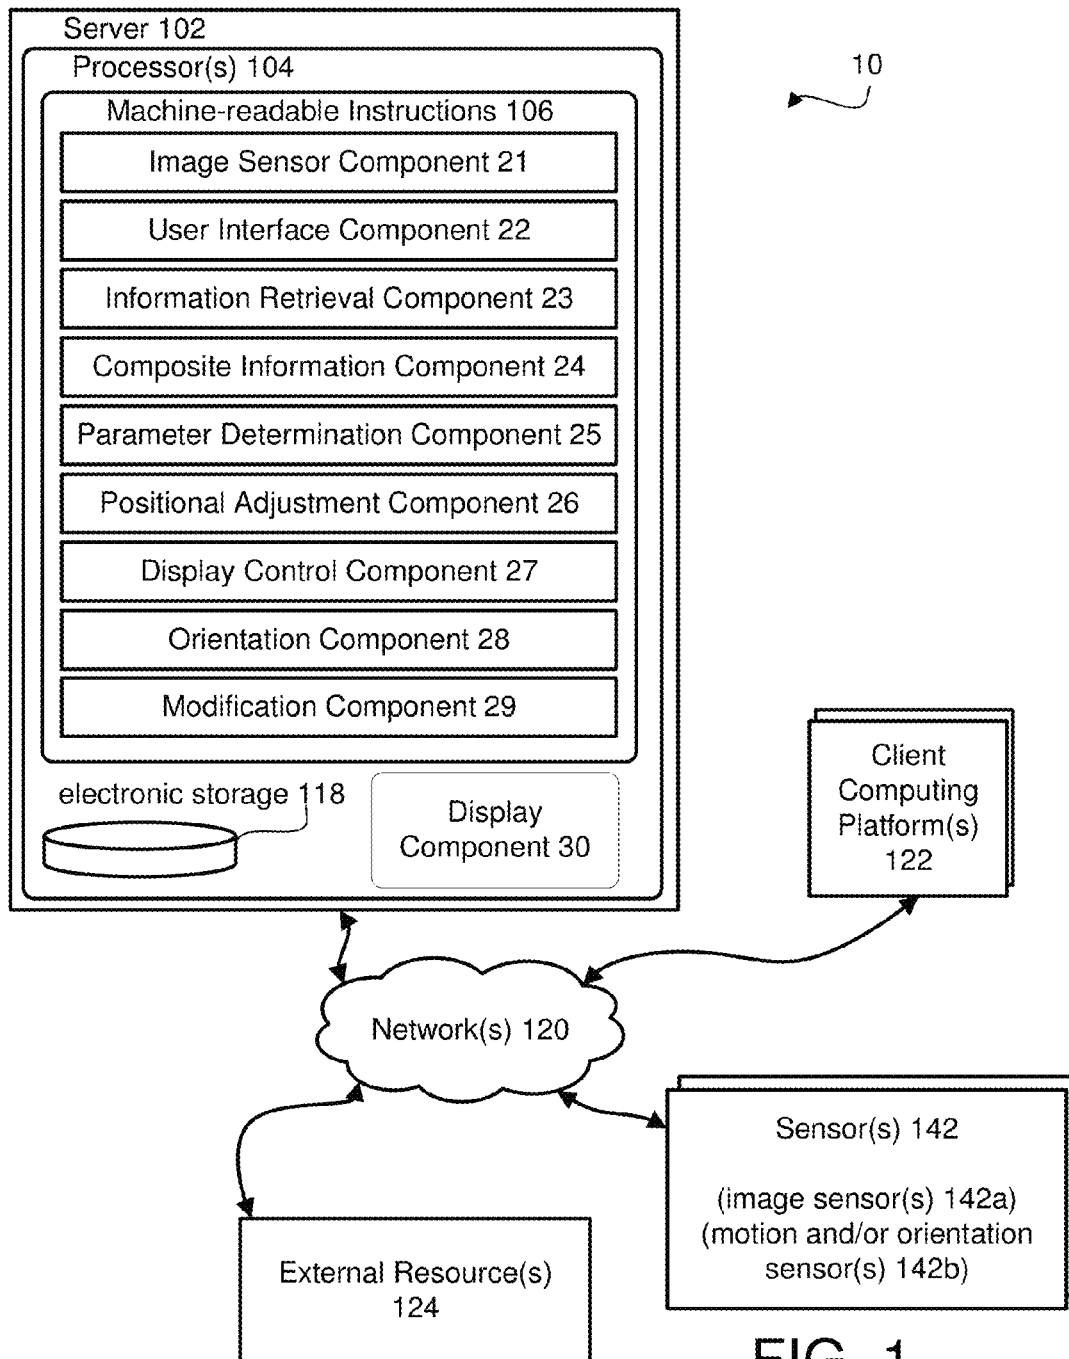 Server 102
Processor(s) 104
10
Machine-readable Instructions 106
Image Sensor Component 21
User Interface Component 22
Information Retrieval Component 23
Composite Information Component 24
Parameter Determination Component 25
Positional Adjustment Component 26
Display Control Component 27
Orientation Component 28
Modification Component 29
electronic storage 118
Display
Component 30
Client
Computing
Platform(s)
122
Network(s) 120
Sensor(s) 142
(image sensor(s) 142a)
(motion and/or orientation
sensor(s) 142b)
External Resource(s)
124
FIG. 1